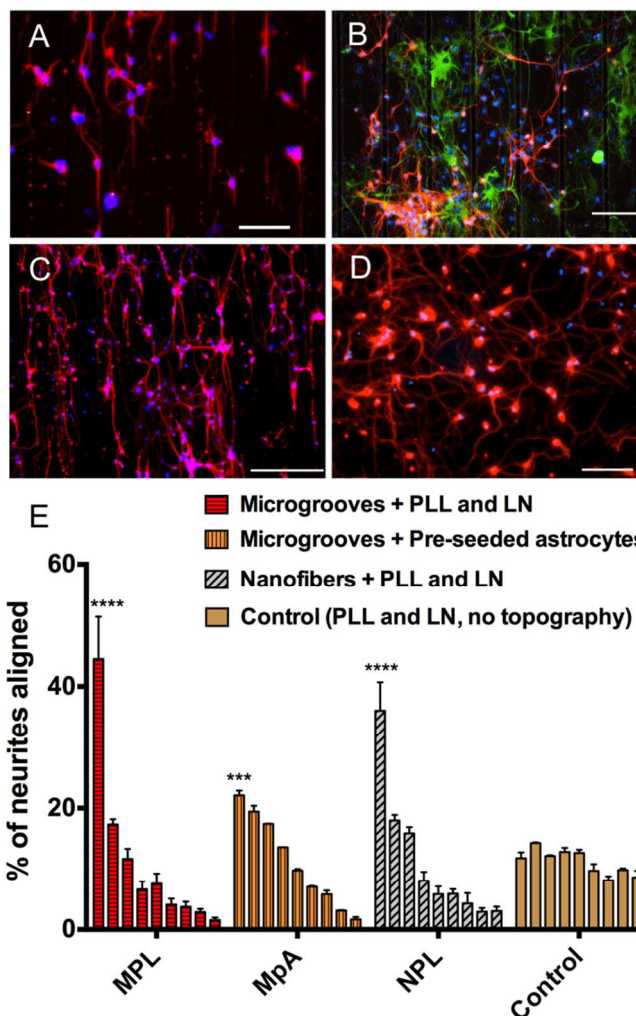 A
B
C
D
E
Microgrooves + PLL and LN
Microgrooves + Pre-seeded astrocytes
Nanofibers + PLL and LN
Control (PLL and LN, no topography)
% of neurites aligned
60
40
20
0
****
***
****
MPL
MpA
NPL
Control